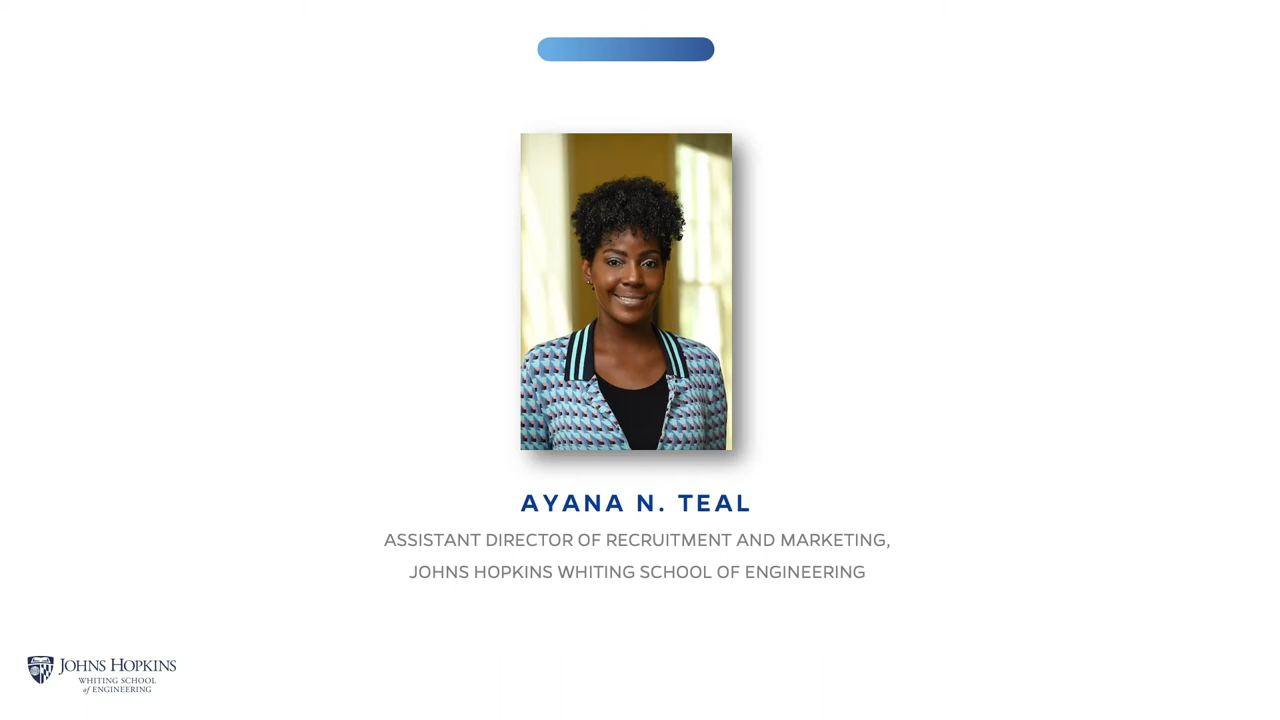 AYANA N. TEAL
ASSISTANT DIRECTOR OF RECRUITMENT AND MARKETING,
JOHNS HOPKINS WHITING SCHOOL OF ENGINEERING
JOHNS HOPKINS
WHITING SCHOOL
of ENGINEERING